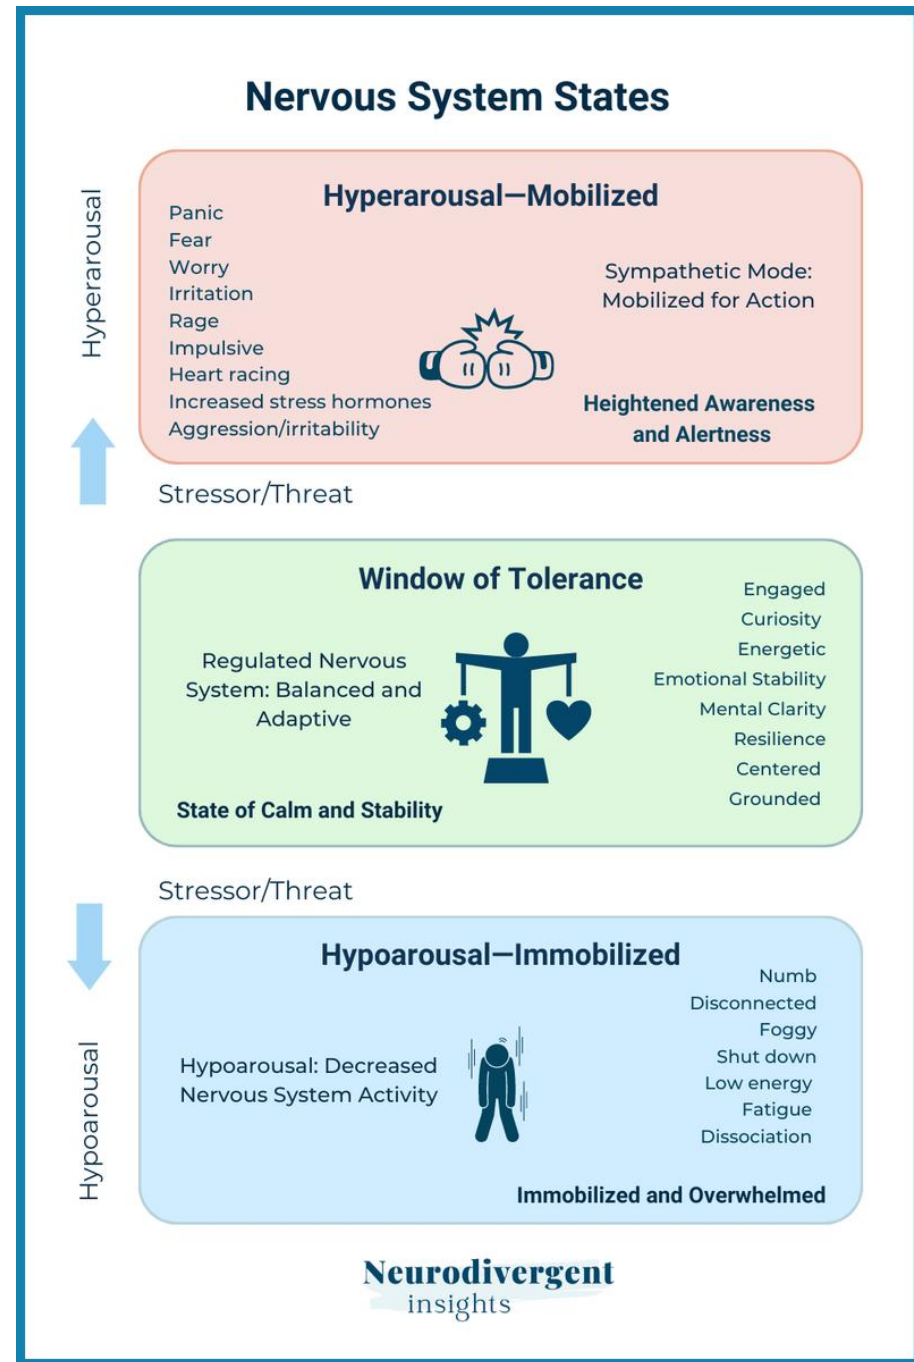 Nervous System States
Hyperarousal
Hyperarousal—Mobilized
Panic
Fear
Worry
Irritation
Rage
Impulsive
Heart racing
Increased stress hormones
Aggression/irritability
Sympathetic Mode:
Mobilized for Action
Heightened Awareness
and Alertness
Stressor/Threat
Window of Tolerance
Regulated Nervous
System: Balanced and
Adaptive
State of Calm and Stability
Engaged
Curiosity
Energetic
Emotional Stability
Mental Clarity
Resilience
Centered
Grounded
Stressor/Threat
Hypoarousal
Hypoarousal—Immobilized
Hypoarousal: Decreased
Nervous System Activity
Numb
Disconnected
Foggy
Shut down
Low energy
Fatigue
Dissociation
Immobilized and Overwhelmed
Neurodivergent
insights